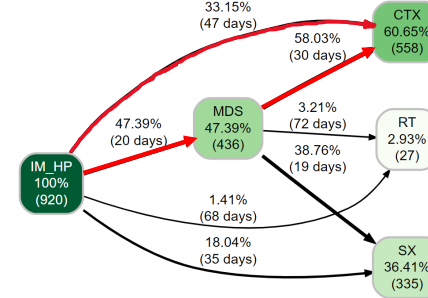 33.15%
(47 days)
CTX
60.65%
(558)
58.03%
(30 days)
MDS
47.39%
(436)
3.21%
(72 days)
RT
2.93%
(27)
47.39%
(20 days)
38.76%
(19 days)
IM_HP
100%
(920)
1.41%
(68 days)
18.04%
(35 days)
SX
36.41%
(335)